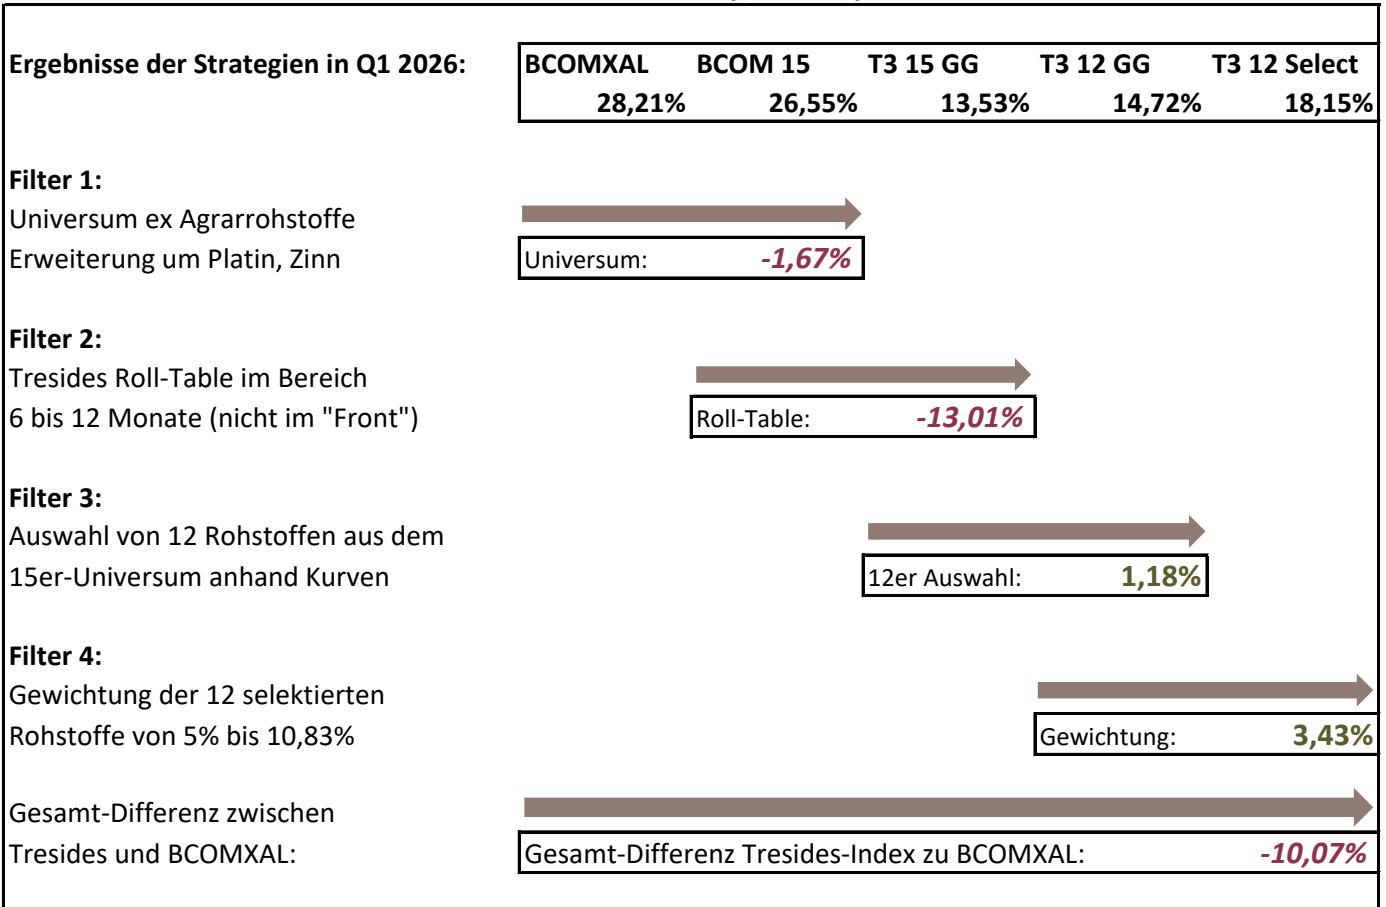 Ergebnisse der Strategien in Q1 2026: BCOMXAL BCOM 15 T3 15 GG T3 12 GG T3 12 Select
28,21% 26,55% 13,53% 14,72% 18,15%
Filter 1:
Universum ex Agrarrohstoffe
Erweiterung um Platin, Zinn Universum: -1,67%
Filter 2:
Tresides Roll-Table im Bereich
6 bis 12 Monate (nicht im "Front") Roll-Table: -13,01%
Filter 3:
Auswahl von 12 Rohstoffen aus dem
15er-Universum anhand Kurven 12er Auswahl: 1,18%
Filter 4:
Gewichtung der 12 selektierten
Rohstoffe von 5% bis 10,83% Gewichtung: 3,43%
Gesamt-Differenz zwischen
Tresides und BCOMXAL: Gesamt-Differenz Tresides-Index zu BCOMXAL: -10,07%